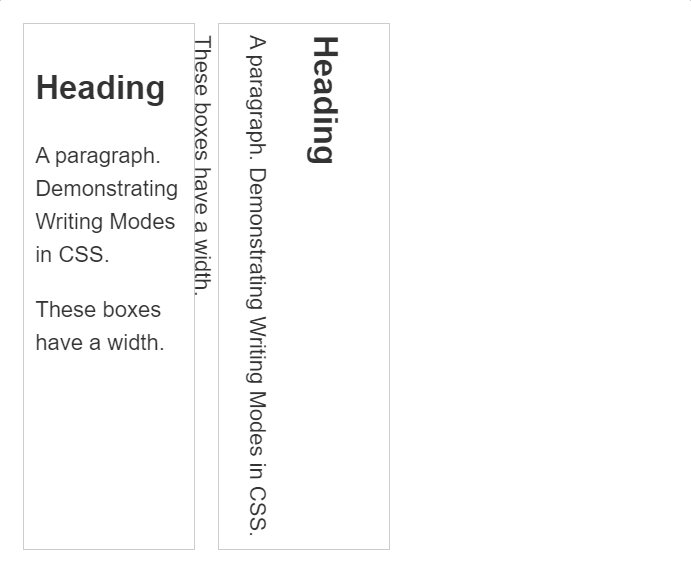 Heading
A paragraph.
Demonstrating
Writing Modes
in CSS.
These boxes
have a width.
Heading
A paragraph. Demonstrating Writing Modes in CSS.
These boxes have a width.